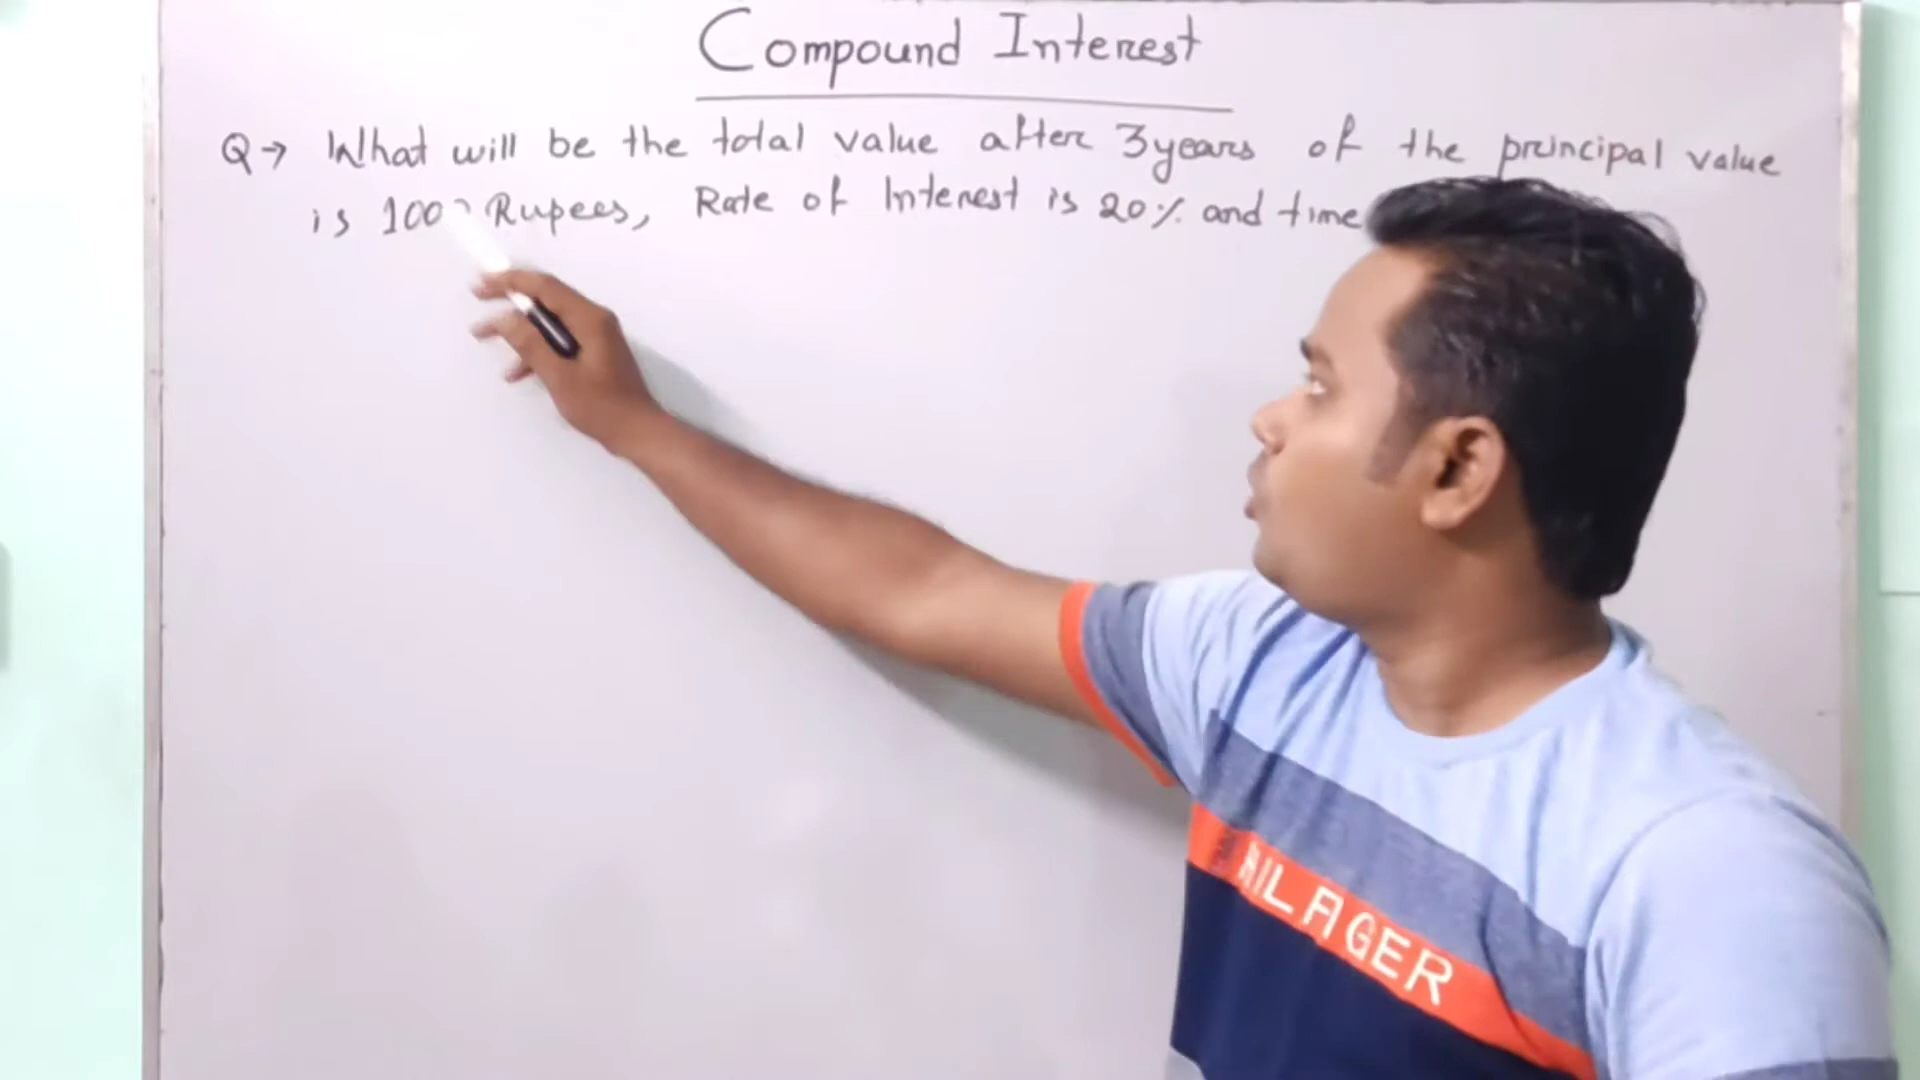 Compound Interest
Q→ What will be the total value after 3 years of the principal value
is Rupees, Rate of Interest is 20% and time
HILFIGER